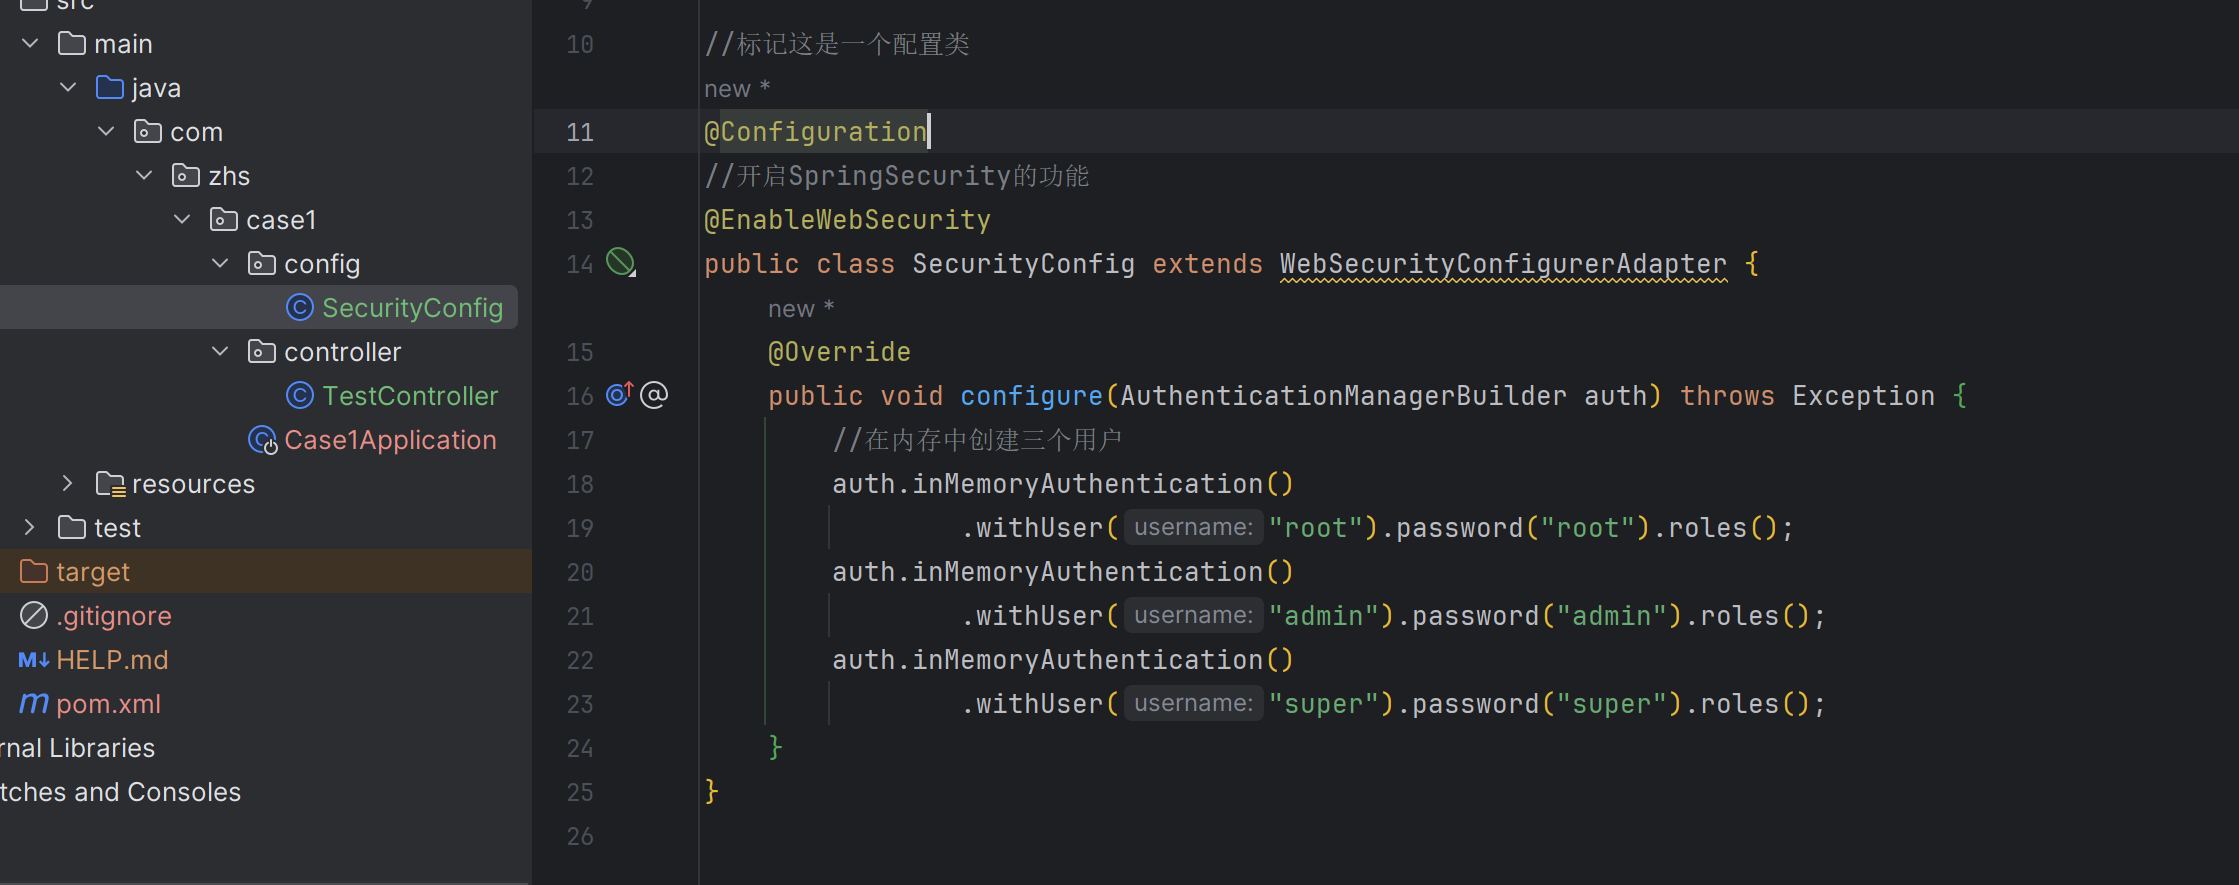 src
main
java
com
zhs
case1
config
SecurityConfig
controller
TestController
Case1Application
resources
test
target
.gitignore
HELP.md
pom.xml
rnal Libraries
tches and Consoles
9
10 //标记这是一个配置类
new *
11 @Configuration
12 //开启SpringSecurity的功能
13 @EnableWebSecurity
14 public class SecurityConfig extends WebSecurityConfigurerAdapter {
new *
15 @Override
16 public void configure(AuthenticationManagerBuilder auth) throws Exception {
17 //在内存中创建三个用户
18 auth.inMemoryAuthentication()
19 .withUser( username: "root").password("root").roles();
20 auth.inMemoryAuthentication()
21 .withUser( username: "admin").password("admin").roles();
22 auth.inMemoryAuthentication()
23 .withUser( username: "super").password("super").roles();
24 }
25 }
26